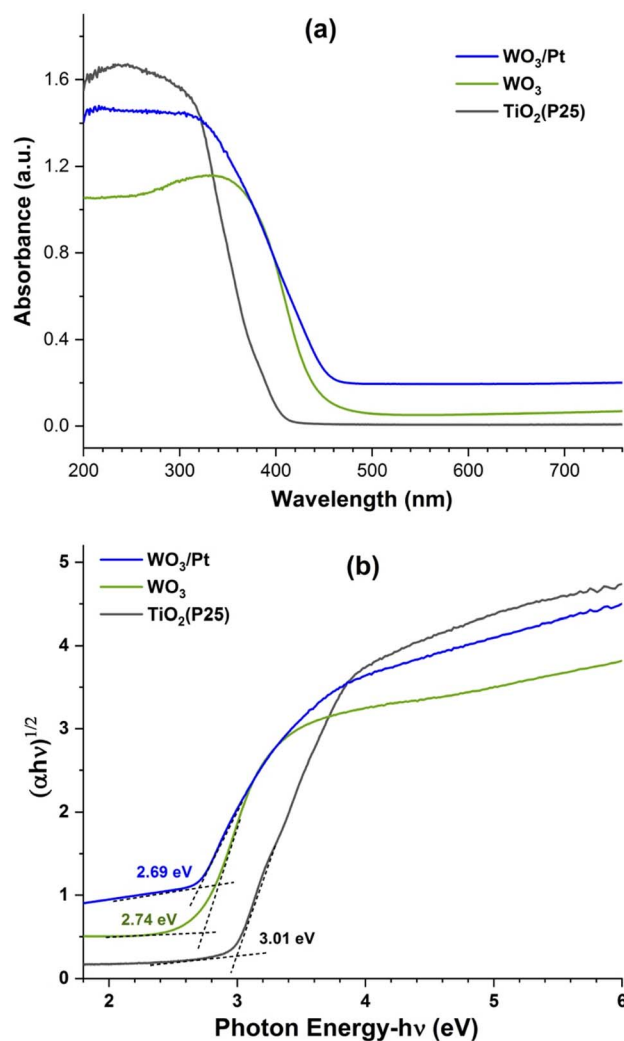 (a)
WO₃/Pt
WO₃
TiO₂(P25)
Absorbance (a.u.)
1.6
1.2
0.8
0.4
0.0
200 300 400 500 600 700
Wavelength (nm)
(b)
WO₃/Pt
WO₃
TiO₂(P25)
(αhν)^1/2
5
4
3
2
1
0
2.69 eV
2.74 eV
3.01 eV
2 3 4 5 6
Photon Energy-hν (eV)